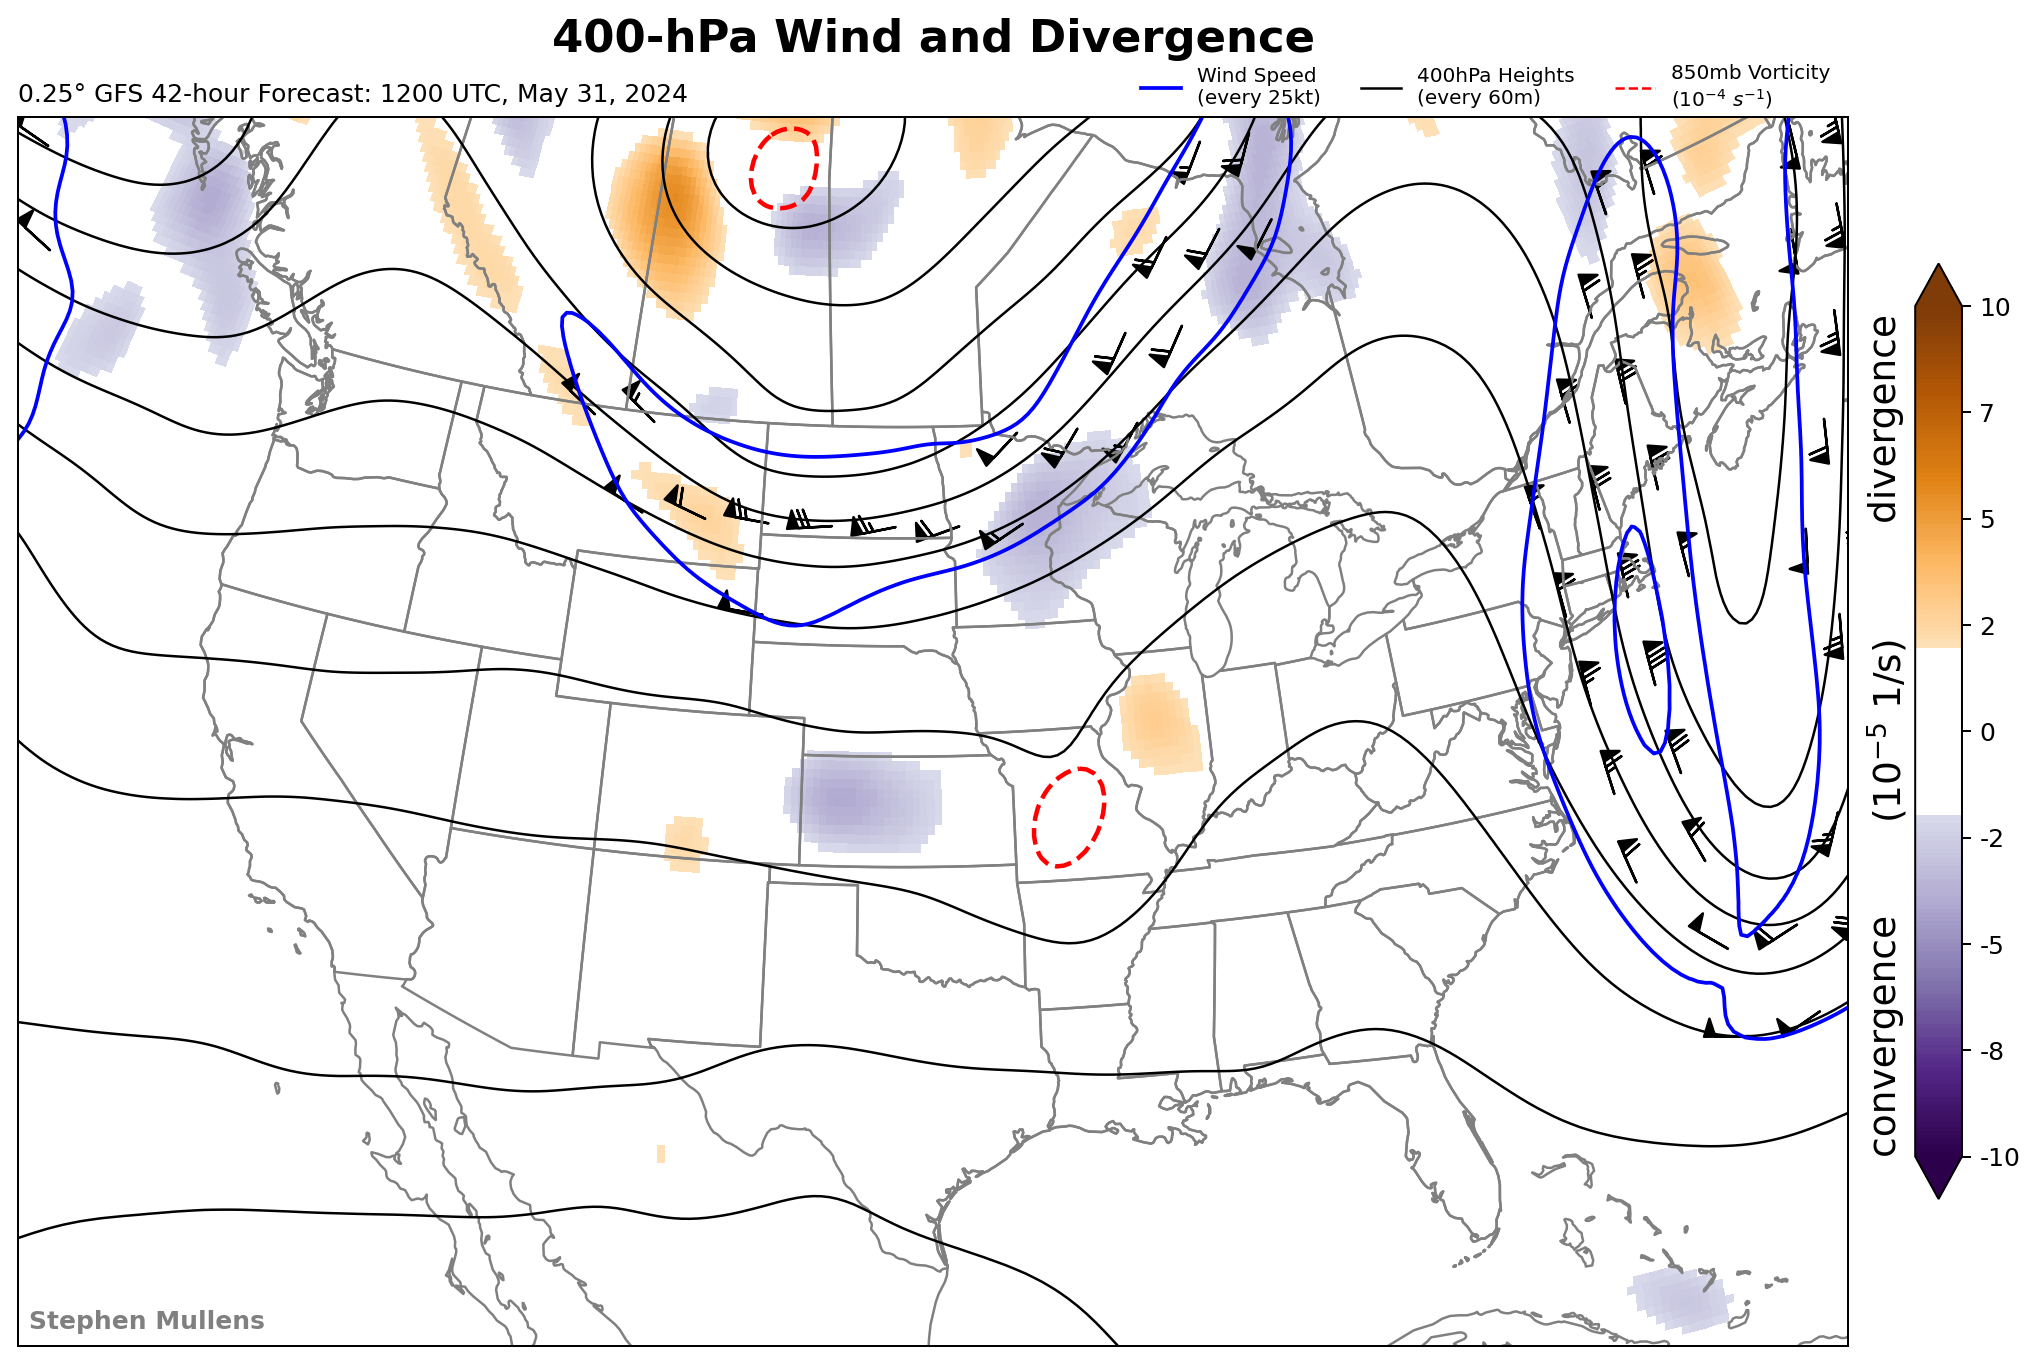 400-hPa Wind and Divergence
0.25° GFS 42-hour Forecast: 1200 UTC, May 31, 2024
Wind Speed
(every 25kt)
400hPa Heights
(every 60m)
850mb Vorticity
(10⁻⁴ s⁻¹)
10
7
5
2
0
-2
-5
-8
-10
convergence (10⁻⁵ 1/s) divergence
Stephen Mullens